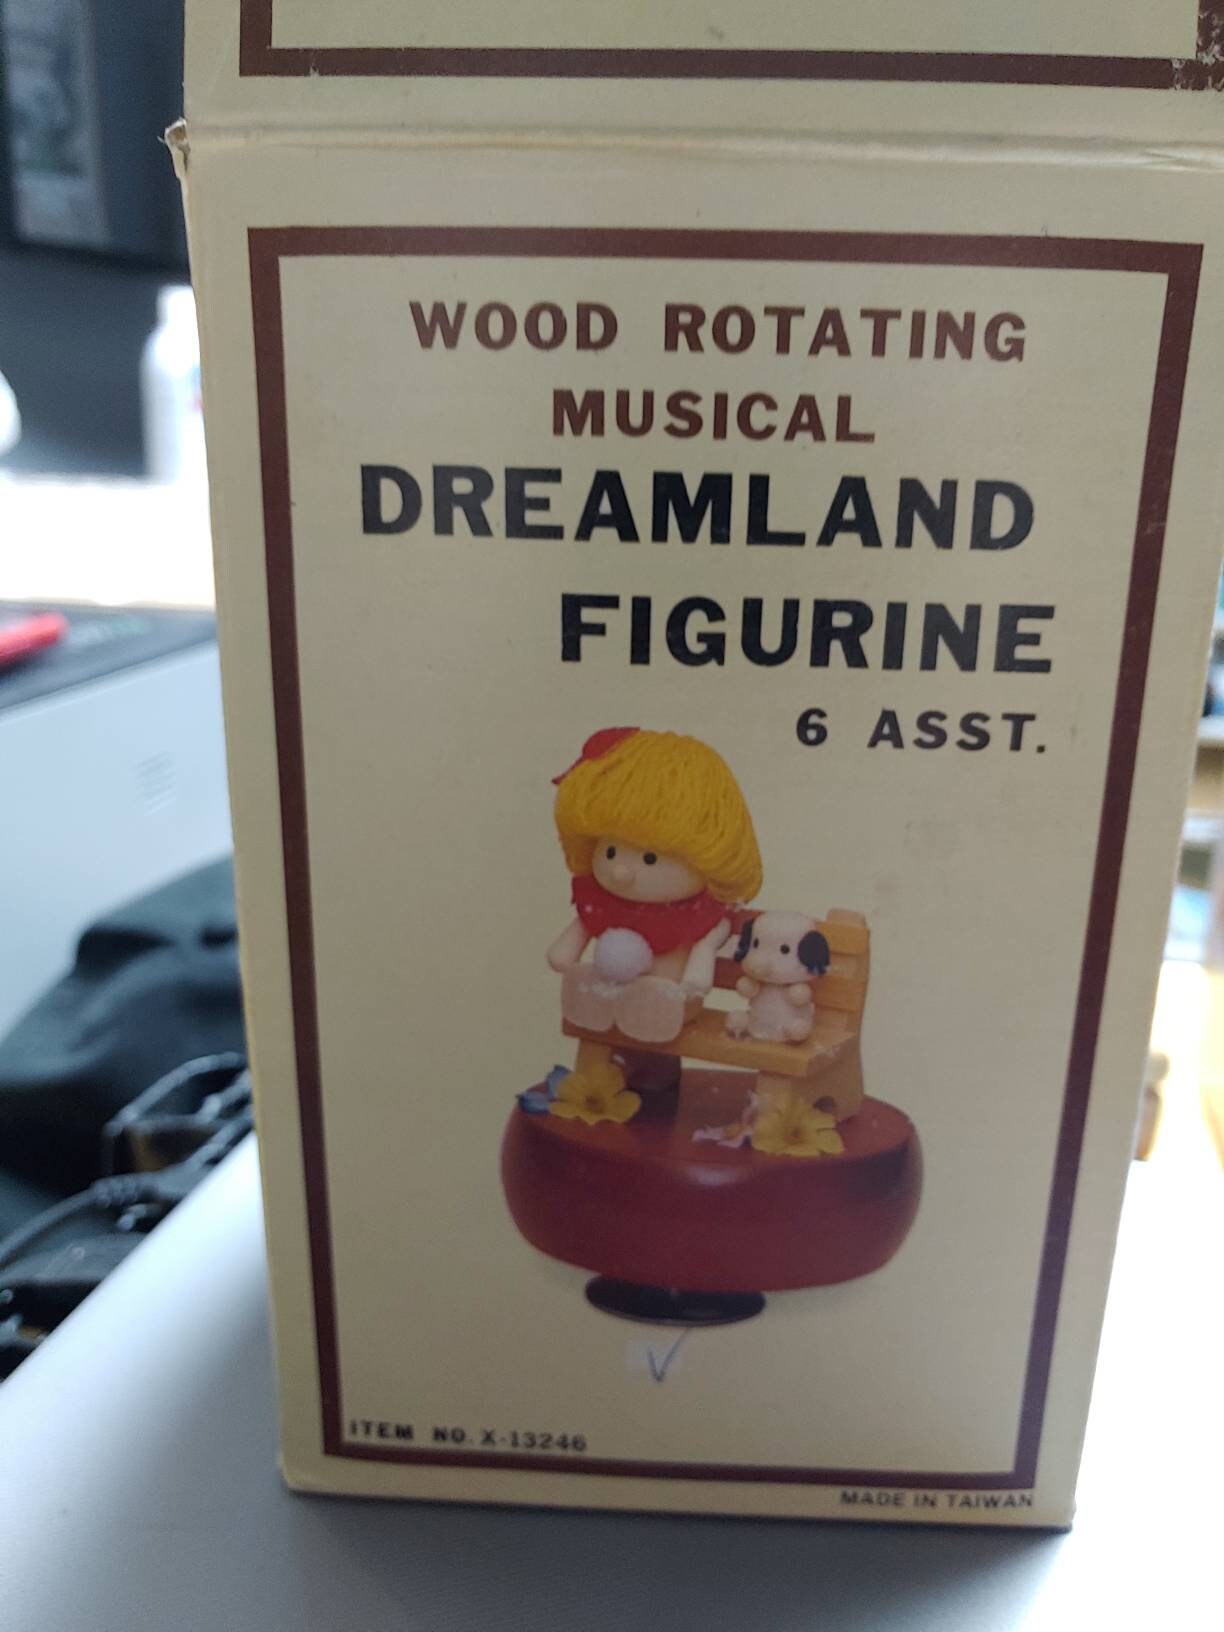 WOOD ROTATING
MUSICAL
DREAMLAND
FIGURINE
6 ASST.
ITEM NO. X-13246
MADE IN TAIWAN